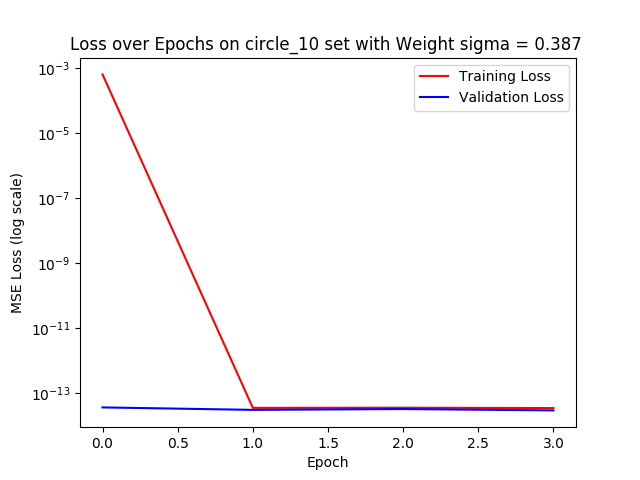 Loss over Epochs on circle_10 set with Weight sigma = 0.387
Training Loss
Validation Loss
MSE Loss (log scale)
10⁻³
10⁻⁵
10⁻⁷
10⁻⁹
10⁻¹¹
10⁻¹³
0.0 0.5 1.0 1.5 2.0 2.5 3.0
Epoch